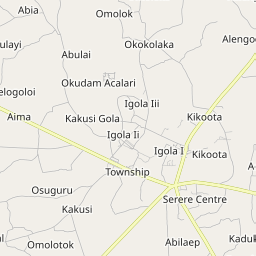 Abia
Omolok
Alengo
ulayi
Okokolaka
Abulai
Okudam Acalari
elogoloi
Igola Iii
Aima
Kakusi Gola
Kikoota
Igola Ii
Igola I
Kikoota
A
Township
Osuguru
Serere Centre
Kakusi
Omolotok
Abilaep
Kaduk